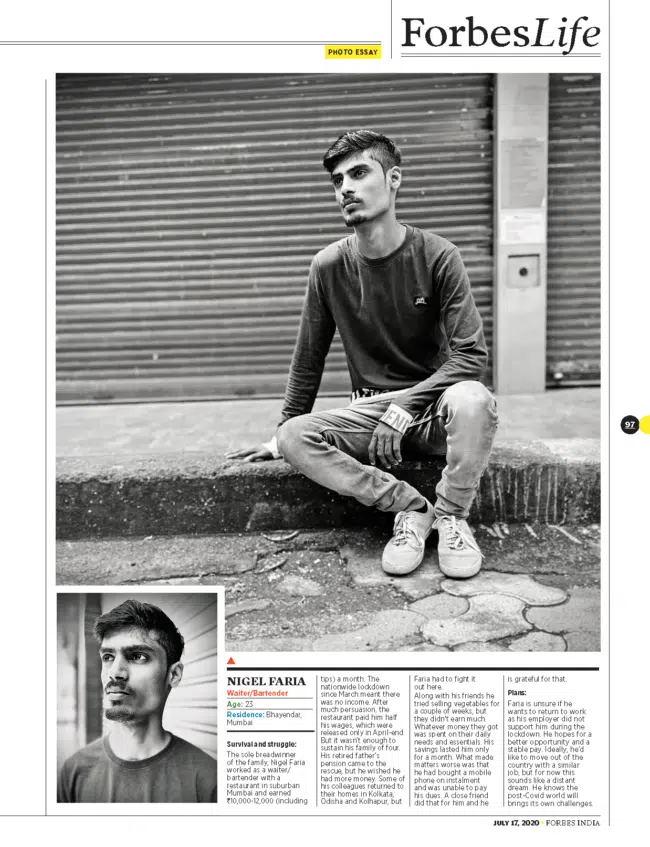 PHOTO ESSAY
ForbesLife
97
NIGEL FARIA
Waiter/Bartender
Age: 23
Residence: Bhayendar,
Mumbai
Survival and struggle:
The sole breadwinner
of the family, Nigel Faria
worked as a waiter/
bartender with a
restaurant in suburban
Mumbai and earned
₹10,000-12,000 (including
tips) a month. The
nationwide lockdown
since March meant there
was no income. After
much persuasion, the
restaurant paid him half
his wages, which were
released only in April-end
But it wasn't enough to
sustain his family of four.
His retired father's
pension came to the
rescue, but he wished he
had more money. Some of
his colleagues returned to
their homes in Kolkata,
Odisha and Kolhapur, but
Faria had to fight it
out here.
Along with his friends he
tried selling vegetables for
a couple of weeks, but
they didn't earn much.
Whatever money they got
was spent on their daily
needs and essentials. His
savings lasted him only
for a month. What made
matters worse was that
he had bought a mobile
phone on instalment
and was unable to pay
his dues. A close friend
did that for him and he
is grateful for that.
Plans:
Faria is unsure if he
wants to return to work
as his employer did not
support him during the
lockdown. He hopes for a
better opportunity and a
stable pay. Ideally, he'd
like to move out of the
country with a similar
job, but for now this
sounds like a distant
dream. He knows the
post-Covid world will
brings its own challenges.
JULY 17, 2020 • FORBES INDIA